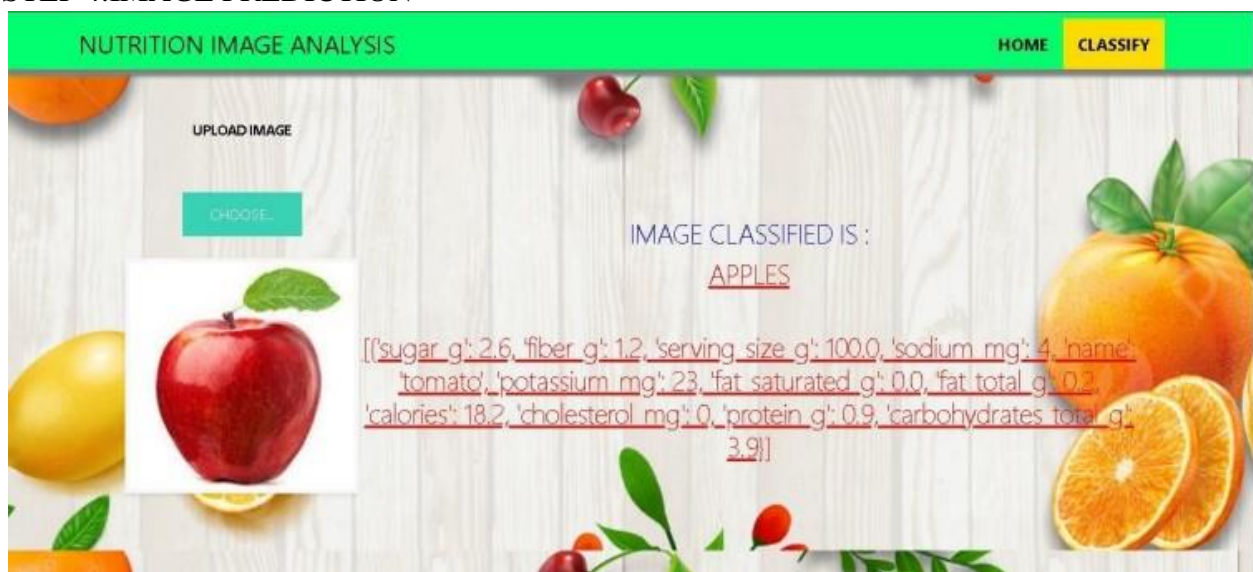 STEP 4:IMAGE PREDICTION
NUTRITION IMAGE ANALYSIS
HOME
CLASSIFY
UPLOAD IMAGE
CHOOSE...
IMAGE CLASSIFIED IS :
APPLES
[{'sugar_g': 2.6, 'fiber_g': 1.2, 'serving_size_g': 100.0, 'sodium_mg': 4, 'name':
'tomato', 'potassium_mg': 23, 'fat_saturated_g': 0.0, 'fat_total_g': 0.2,
'calories': 18.2, 'cholesterol_mg': 0, 'protein_g': 0.9, 'carbohydrates_total_g':
3.9}]